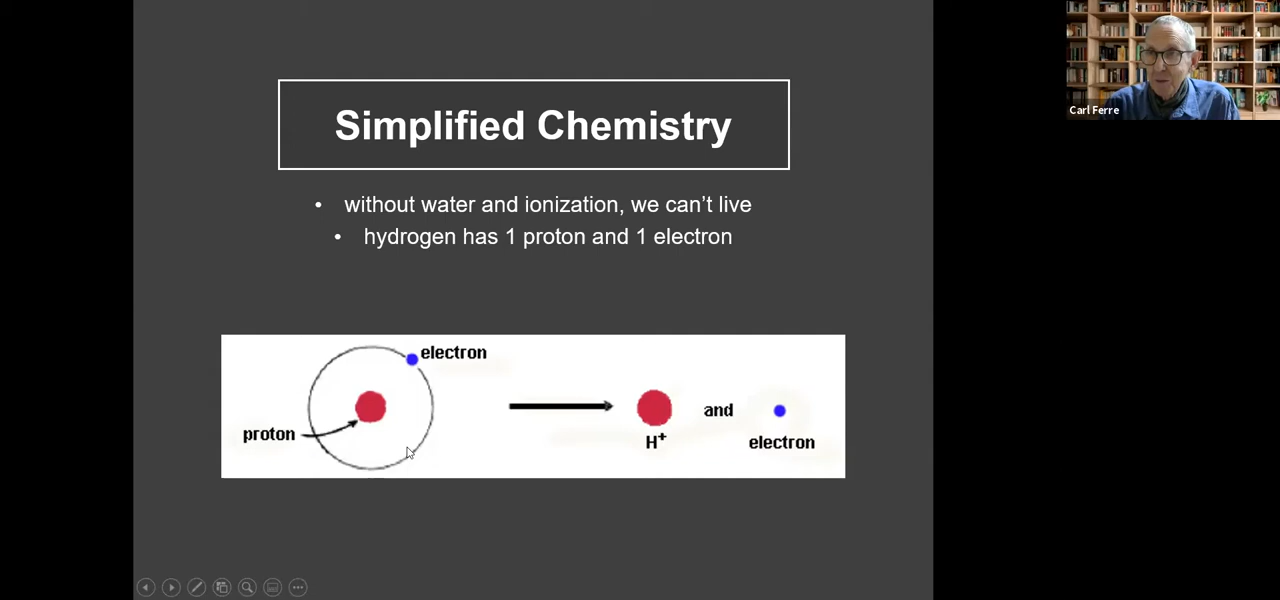 Simplified Chemistry
• without water and ionization, we can't live
• hydrogen has 1 proton and 1 electron
electron
proton
and
H⁺
electron
Carl Ferre